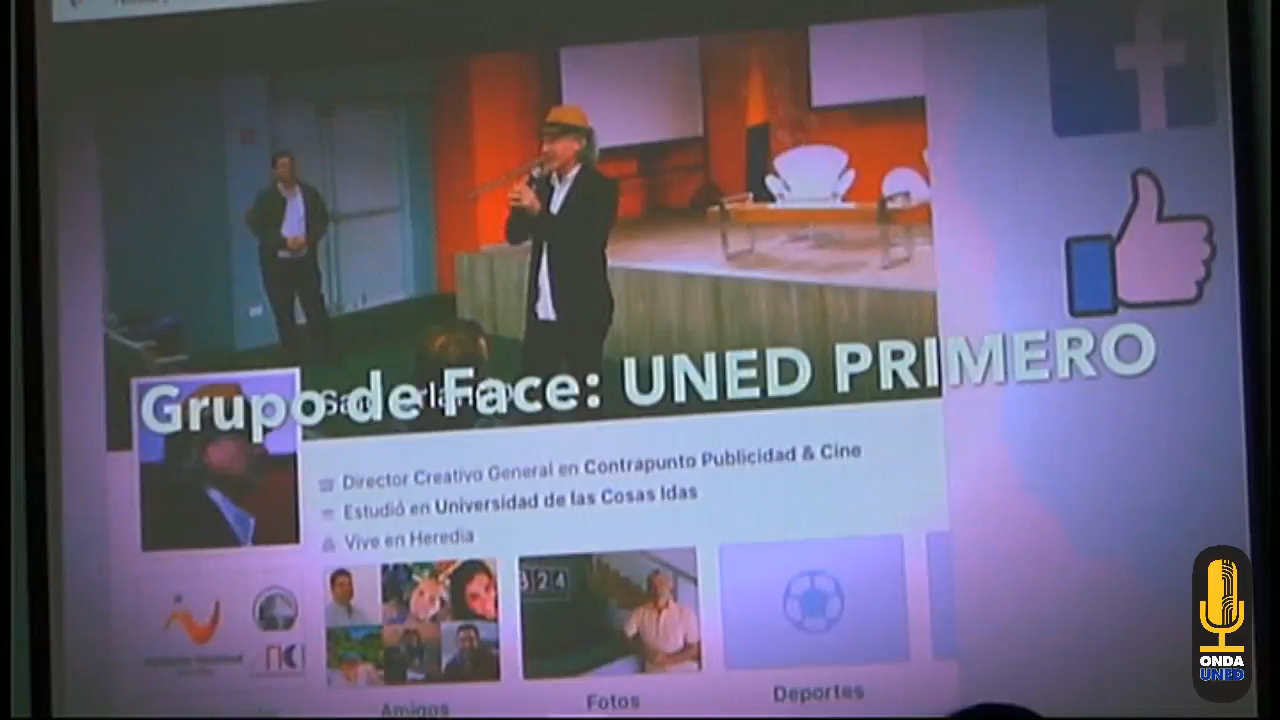 f
Grupo de Face: UNED PRIMERO
Director Creativo General en Contrapunto Publicidad & Cine
Estudió en Universidad de las Cosas Idas
Vive en Heredia
324
Amigos
Fotos
Deportes
ONDA
UNED